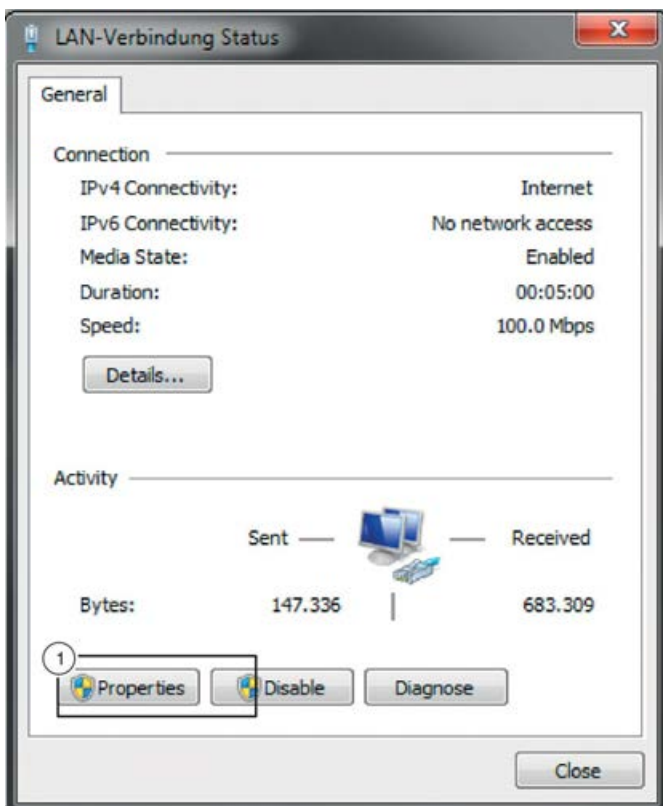 LAN-Verbindung Status
General
Connection
IPv4 Connectivity: Internet
IPv6 Connectivity: No network access
Media State: Enabled
Duration: 00:05:00
Speed: 100.0 Mbps
Details...
Activity
Sent Received
Bytes: 147.336 683.309
1
Properties Disable Diagnose
Close